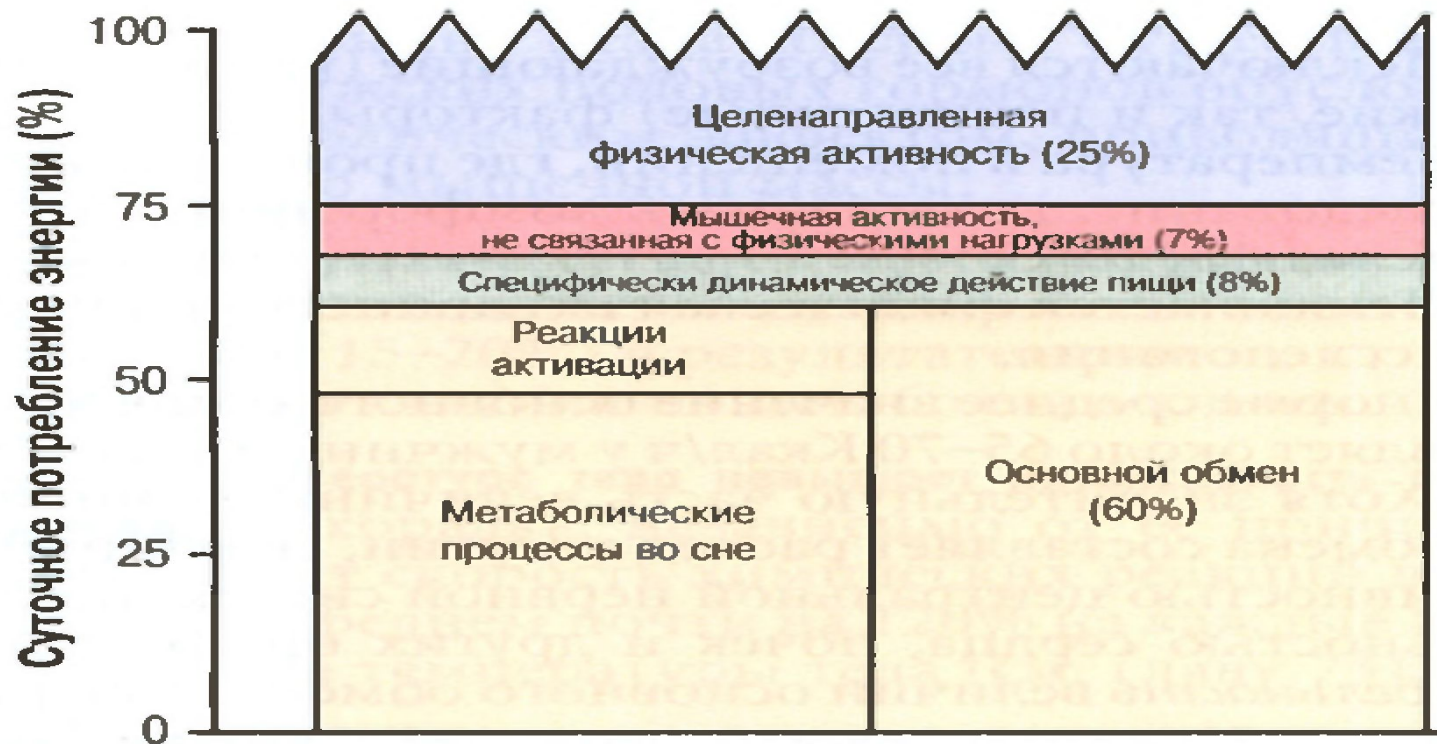 Суточное потребление энергии (%)
100
75
50
25
0
Целенаправленная
физическая активность (25%)
Мышечная активность,
не связанная с физическими нагрузками (7%)
Специфически динамическое действие пищи (8%)
Реакции
активации
Метаболические
процессы во сне
Основной обмен
(60%)